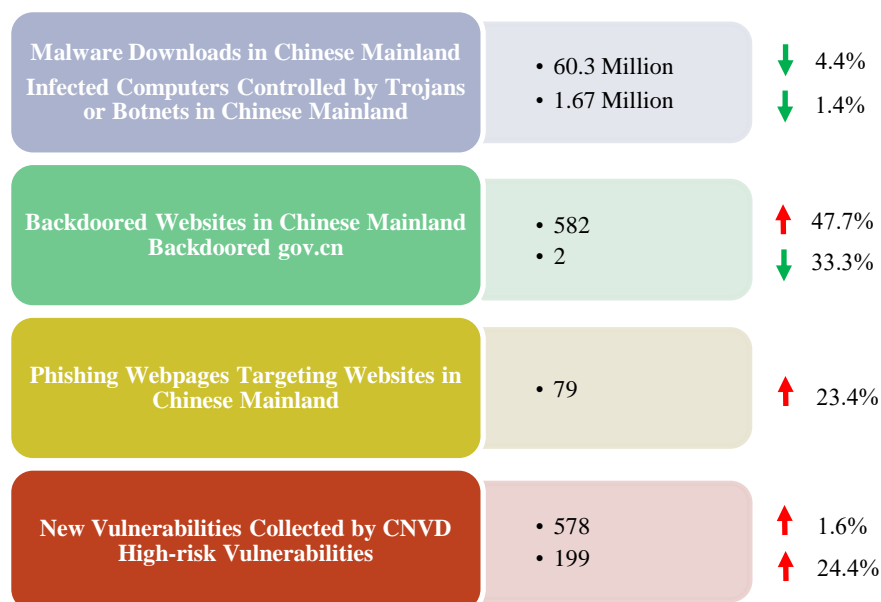 Malware Downloads in Chinese Mainland
Infected Computers Controlled by Trojans
or Botnets in Chinese Mainland
• 60.3 Million
• 1.67 Million
4.4%
1.4%
Backdoored Websites in Chinese Mainland
Backdoored gov.cn
• 582
• 2
47.7%
33.3%
Phishing Webpages Targeting Websites in
Chinese Mainland
• 79
23.4%
New Vulnerabilities Collected by CNVD
High-risk Vulnerabilities
• 578
• 199
1.6%
24.4%